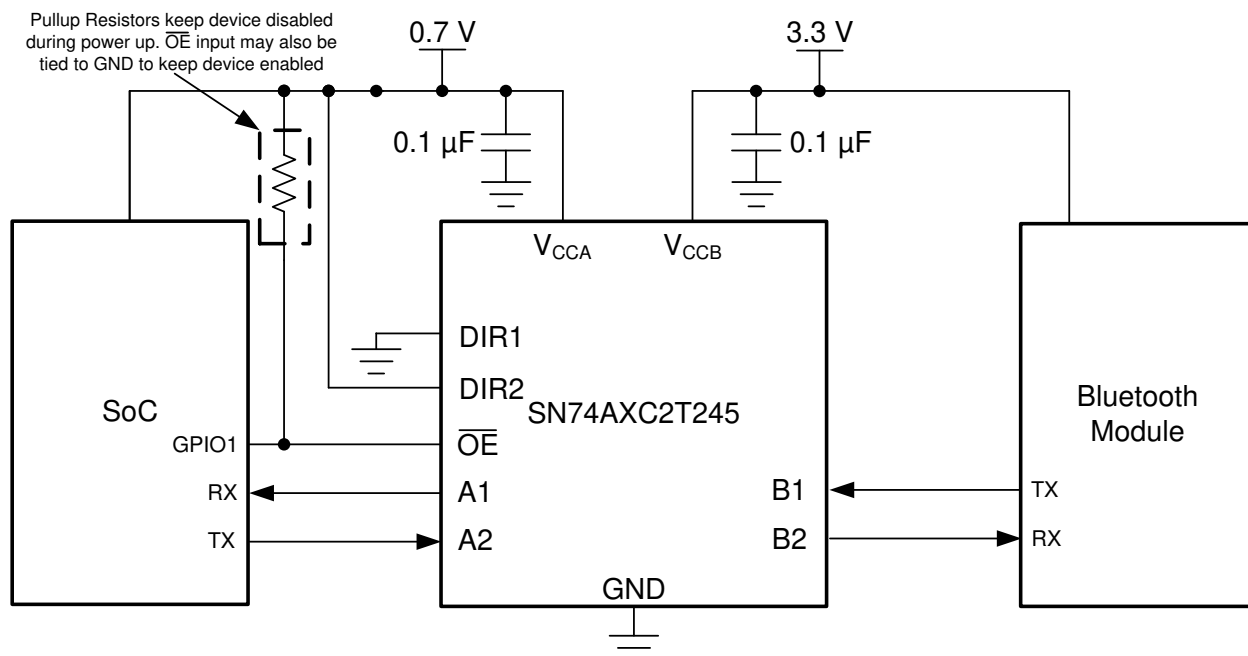 Pullup Resistors keep device disabled
during power up. O̅E̅ input may also be
tied to GND to keep device enabled
0.7 V
3.3 V
0.1 µF
0.1 µF
VCCA
VCCB
DIR1
DIR2
SN74AXC2T245
SoC
GPIO1
O̅E̅
RX
A1
TX
A2
B1
B2
TX
RX
Bluetooth
Module
GND